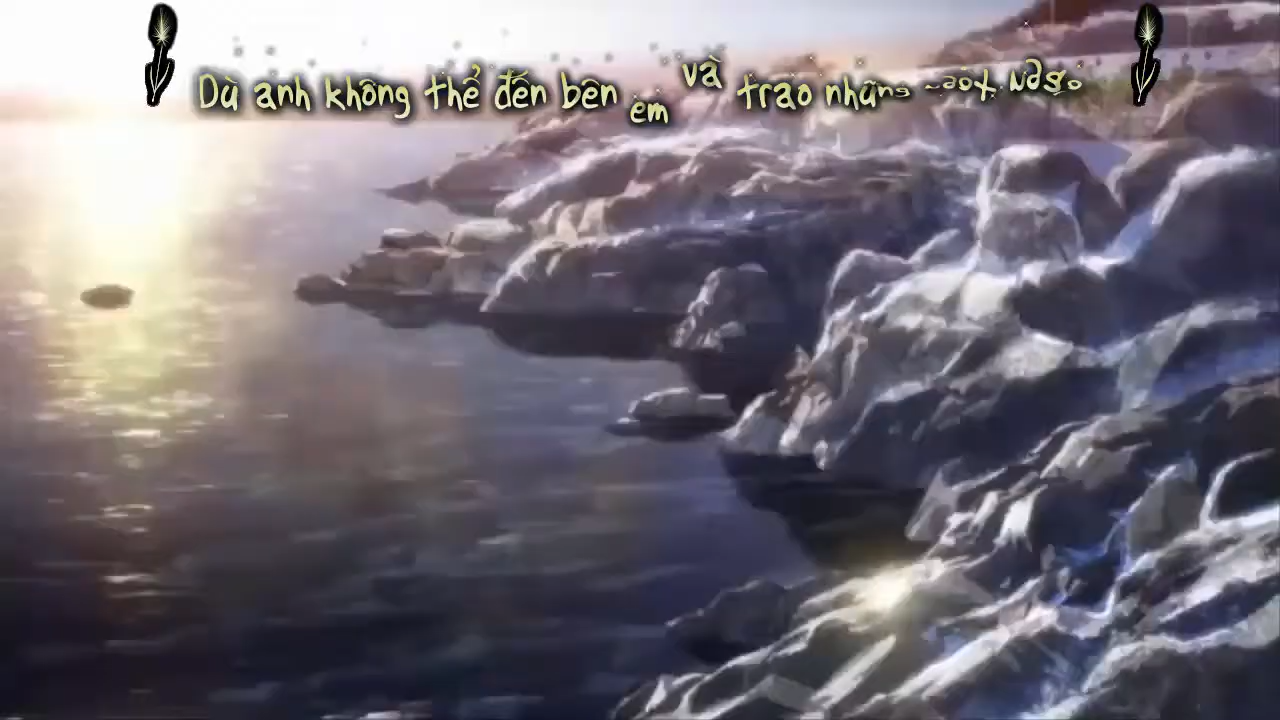 Dù anh không thể đến bên em và trao những